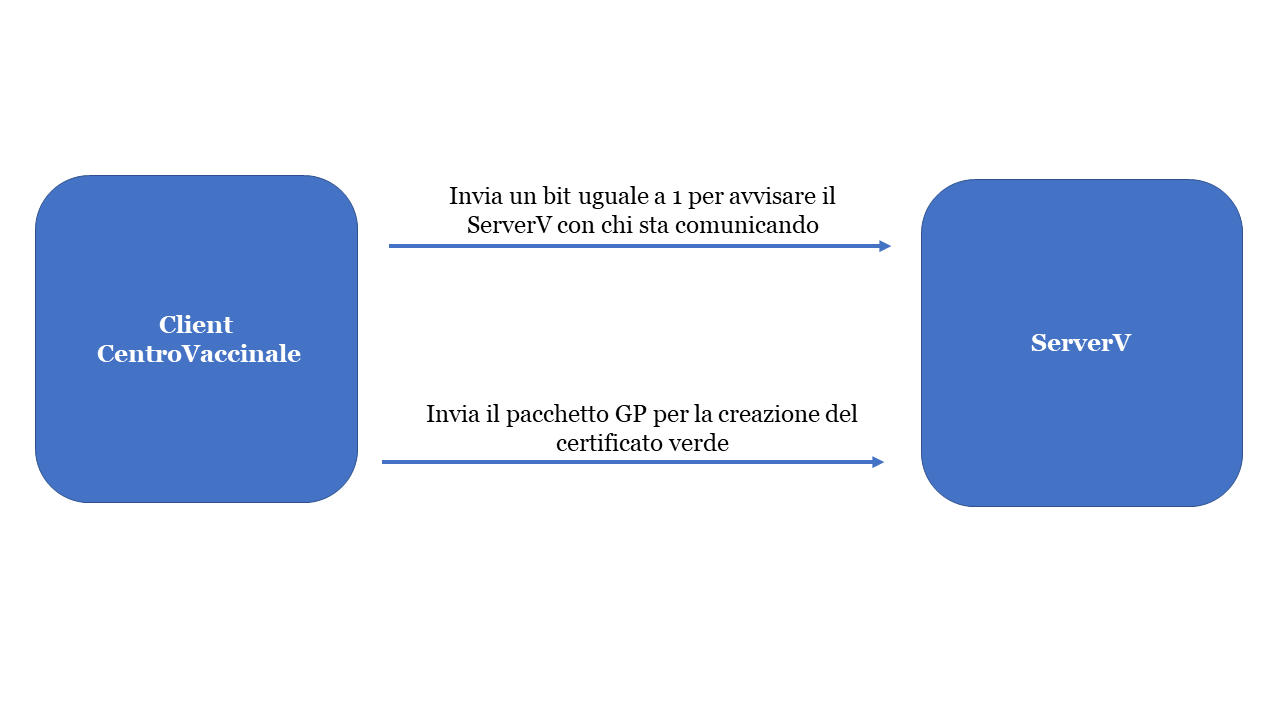 Invia un bit uguale a 1 per avvisare il
ServerV con chi sta comunicando
Client
CentroVaccinale
ServerV
Invia il pacchetto GP per la creazione del
certificato verde